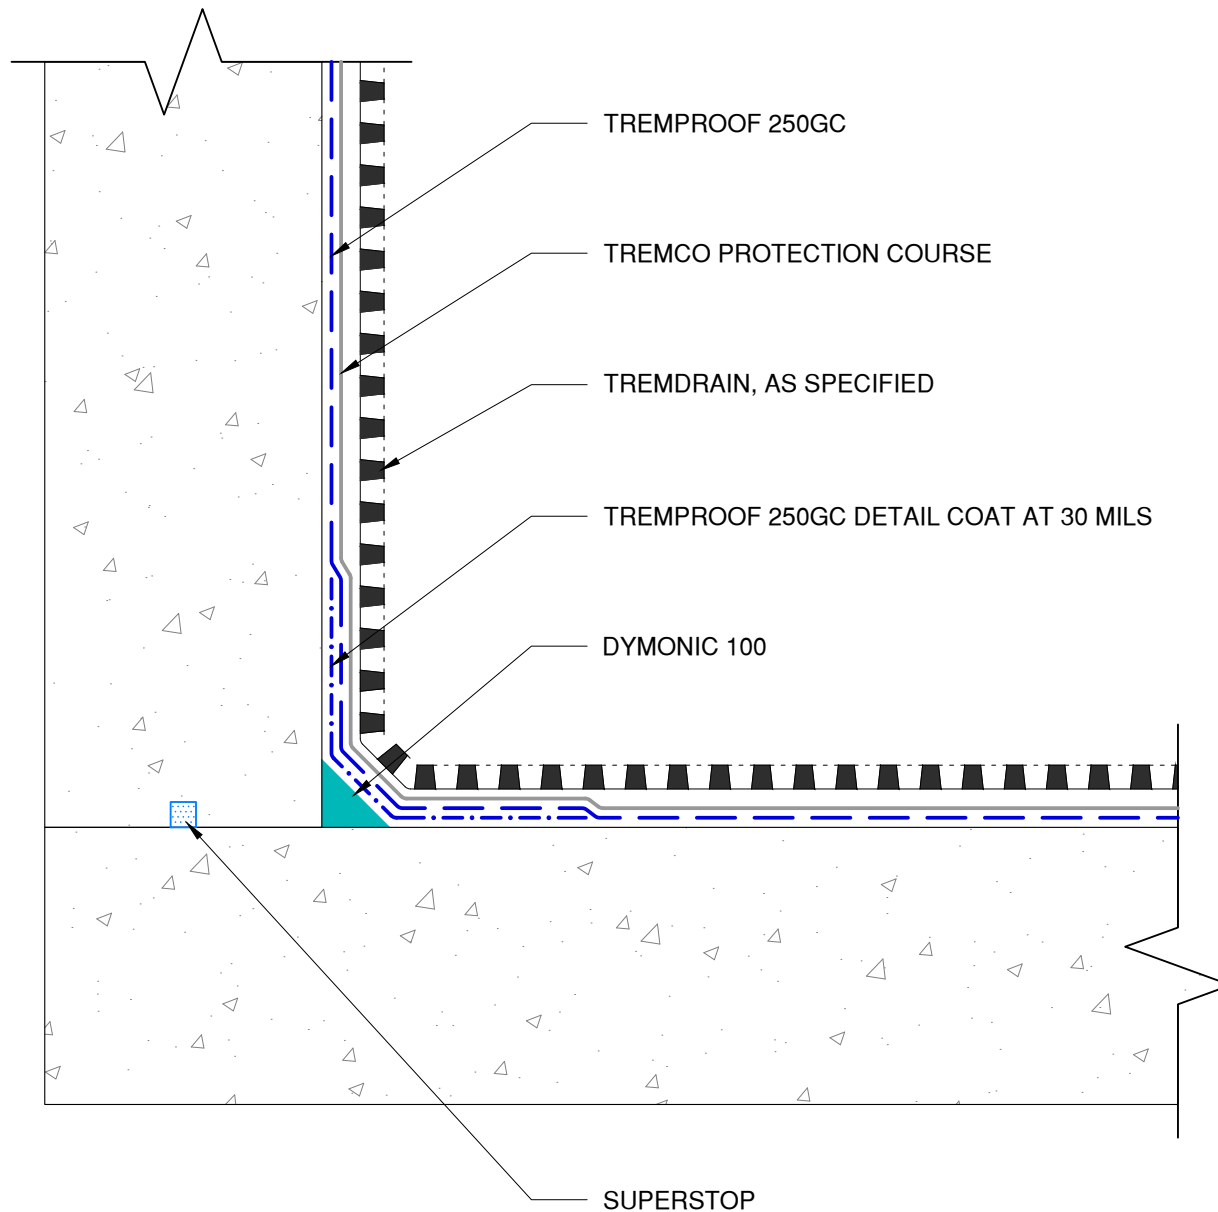 TREMPROOF 250GC
TREMCO PROTECTION COURSE
TREMDRAIN, AS SPECIFIED
TREMPROOF 250GC DETAIL COAT AT 30 MILS
DYMONIC 100
SUPERSTOP